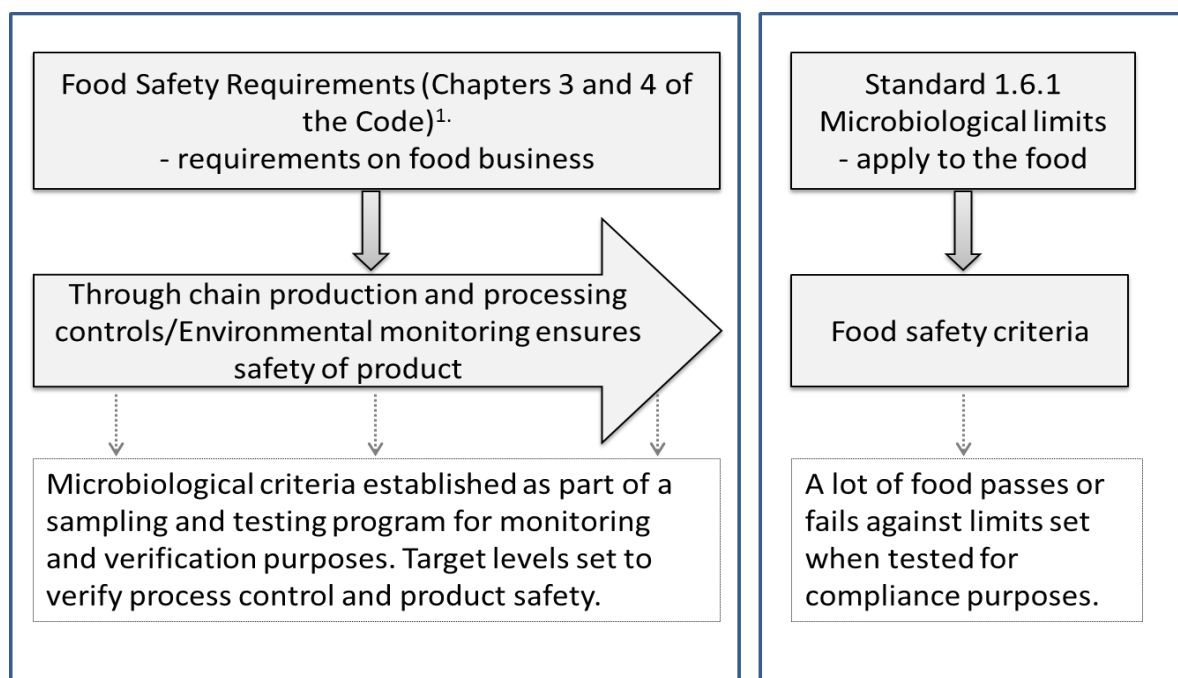 Food Safety Requirements (Chapters 3 and 4 of
the Code)1.
- requirements on food business
Through chain production and processing
controls/Environmental monitoring ensures
safety of product
Microbiological criteria established as part of a
sampling and testing program for monitoring
and verification purposes. Target levels set to
verify process control and product safety.
Standard 1.6.1
Microbiological limits
- apply to the food
Food safety criteria
A lot of food passes or
fails against limits set
when tested for
compliance purposes.